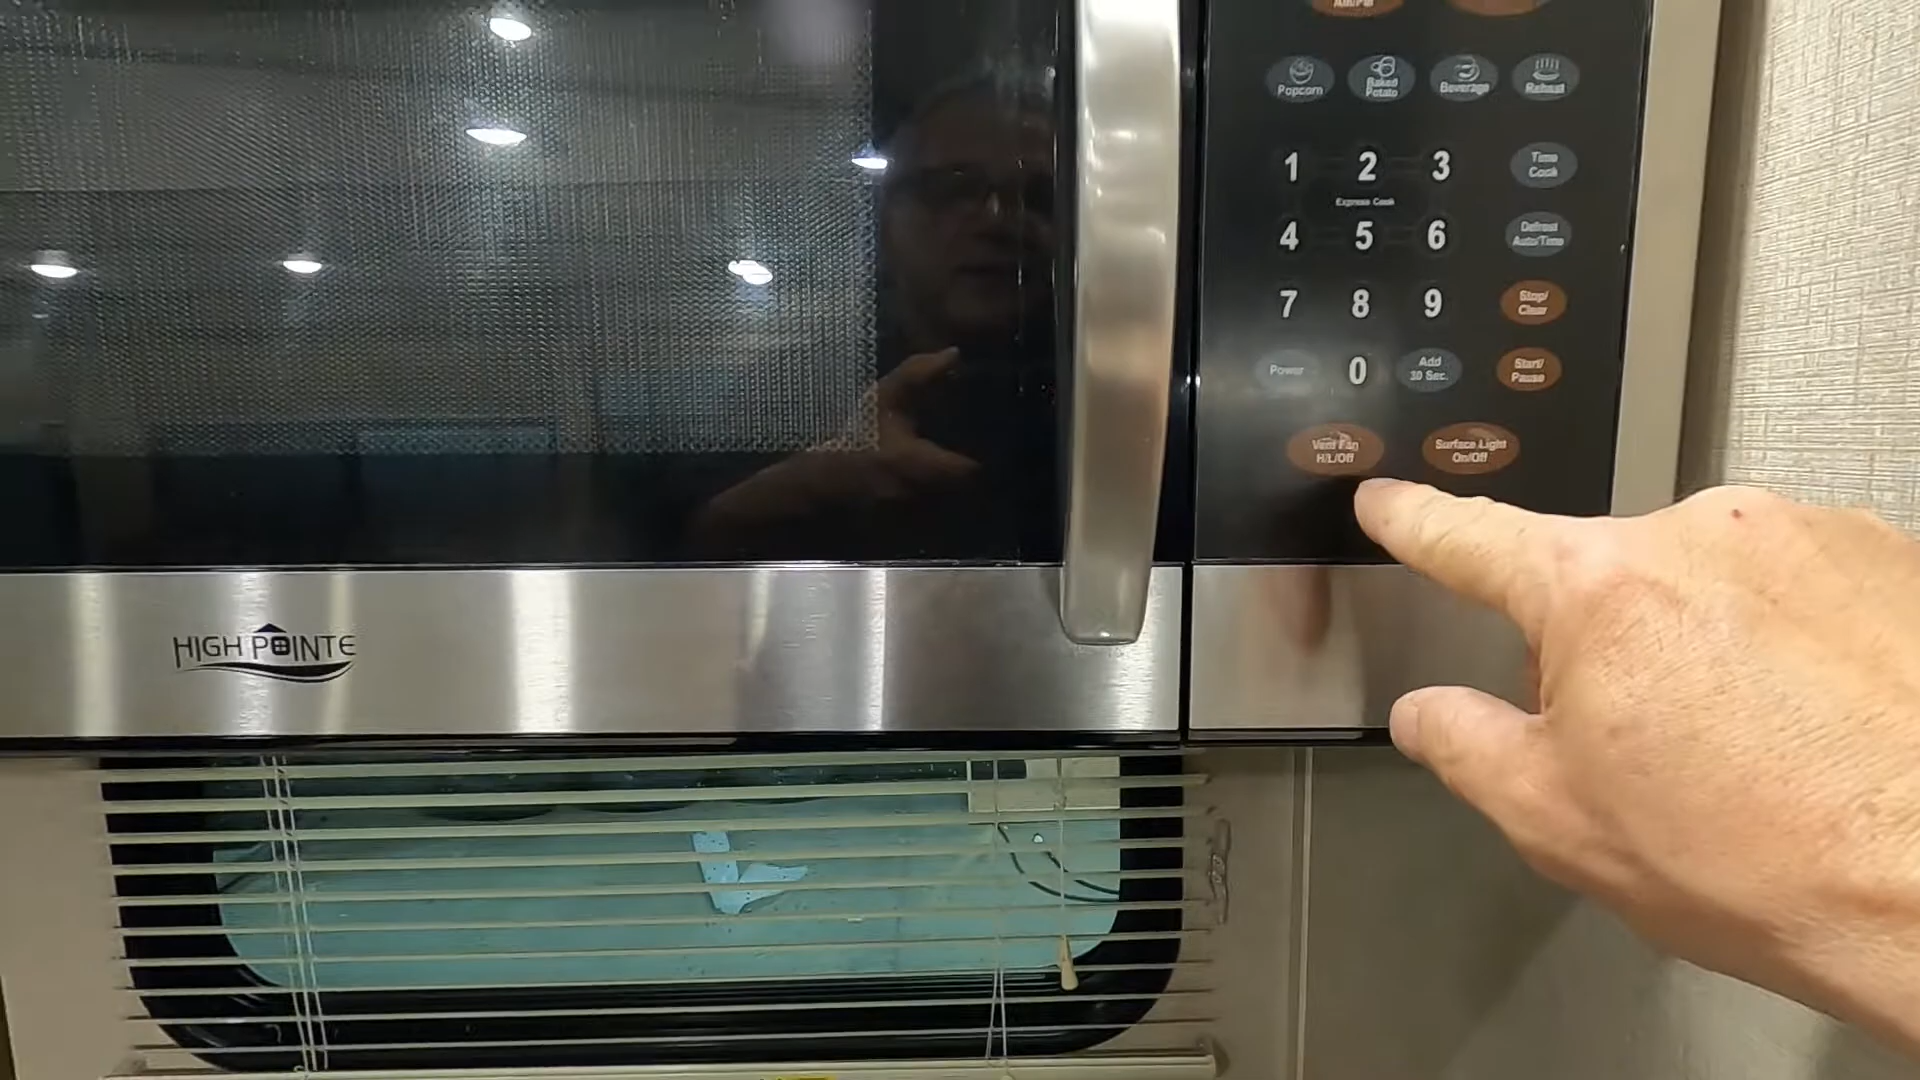 Am/Pm
Popcorn
Baked
Potato
Beverage
Reheat
1 2 3
Time
Cook
Express Cook
4 5 6
Defrost
Auto/Time
7 8 9
Stop/
Clear
Power
0
Add
30 Sec.
Start/
Pause
Vent Fan
H/L/Off
Surface Light
On/Off
HIGH POINTE